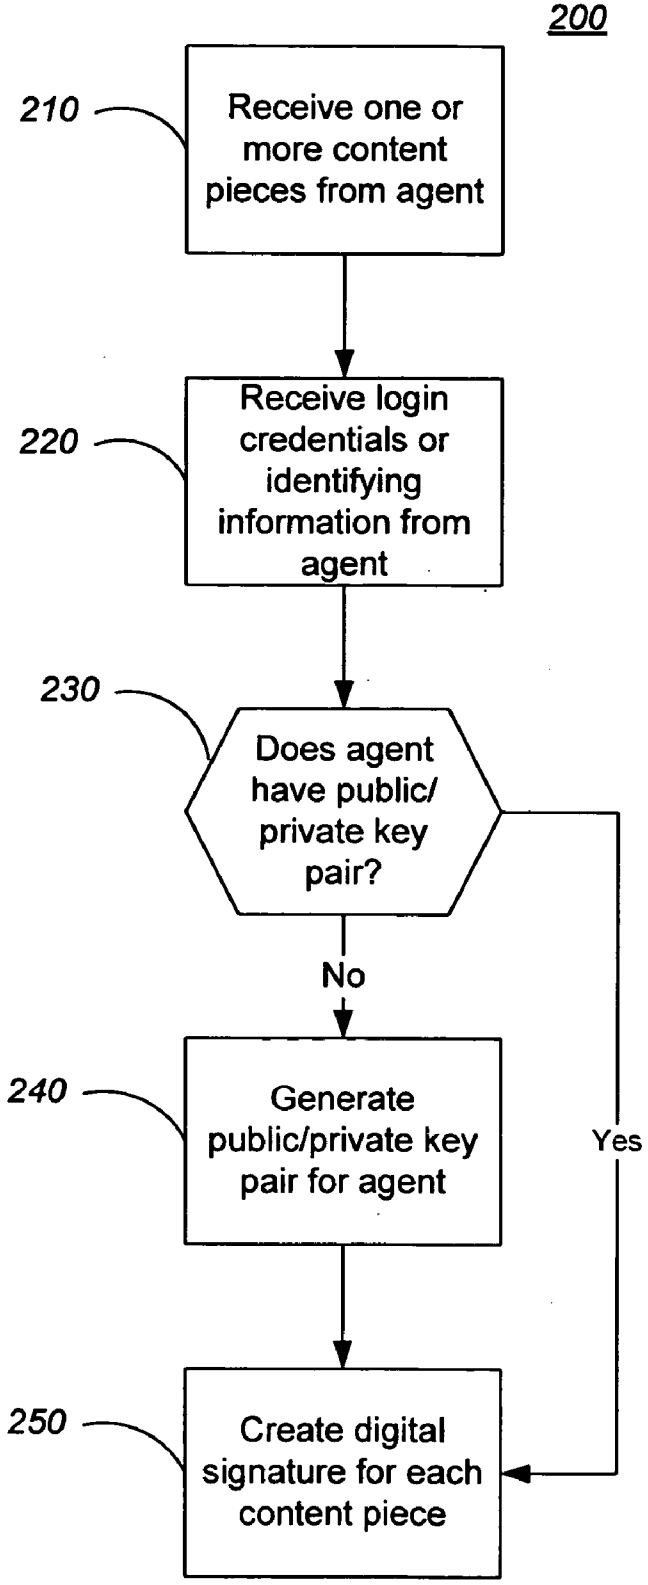 200
210
Receive one or
more content
pieces from agent
220
Receive login
credentials or
identifying
information from
agent
230
Does agent
have public/
private key
pair?
No
240
Generate
public/private key
pair for agent
Yes
250
Create digital
signature for each
content piece